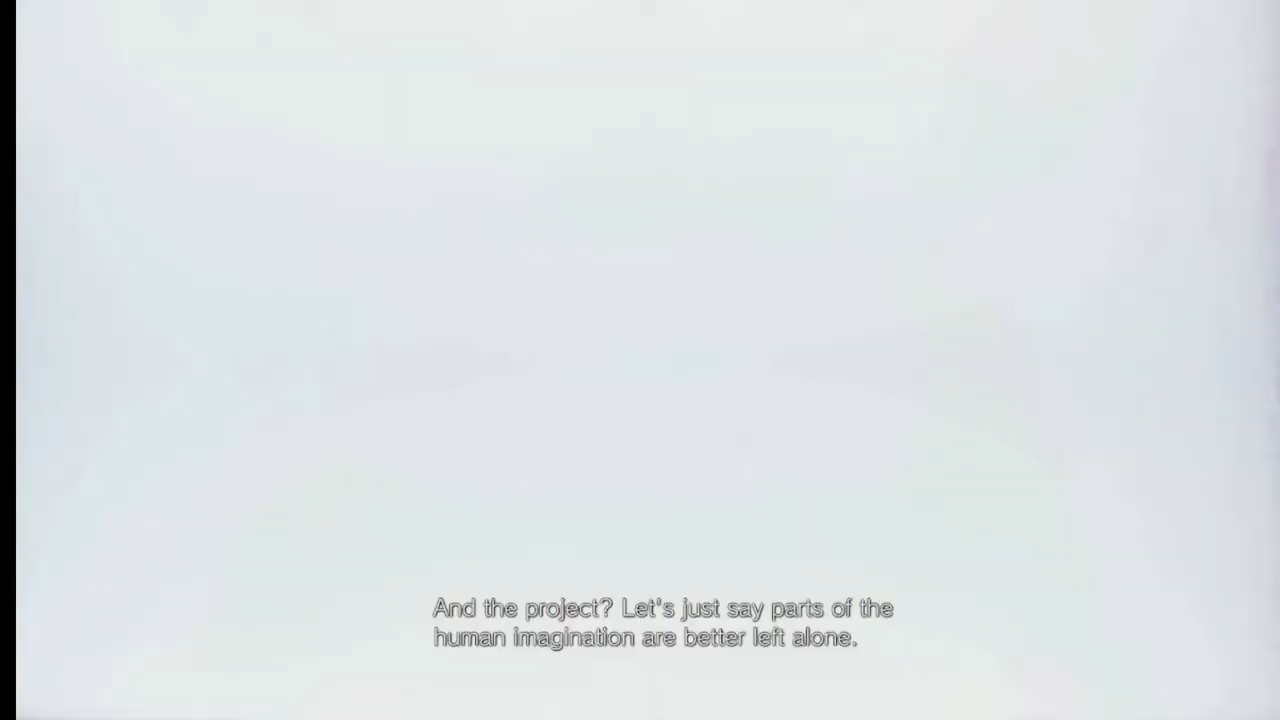 And the project? Let's just say parts of the
human imagination are better left alone.